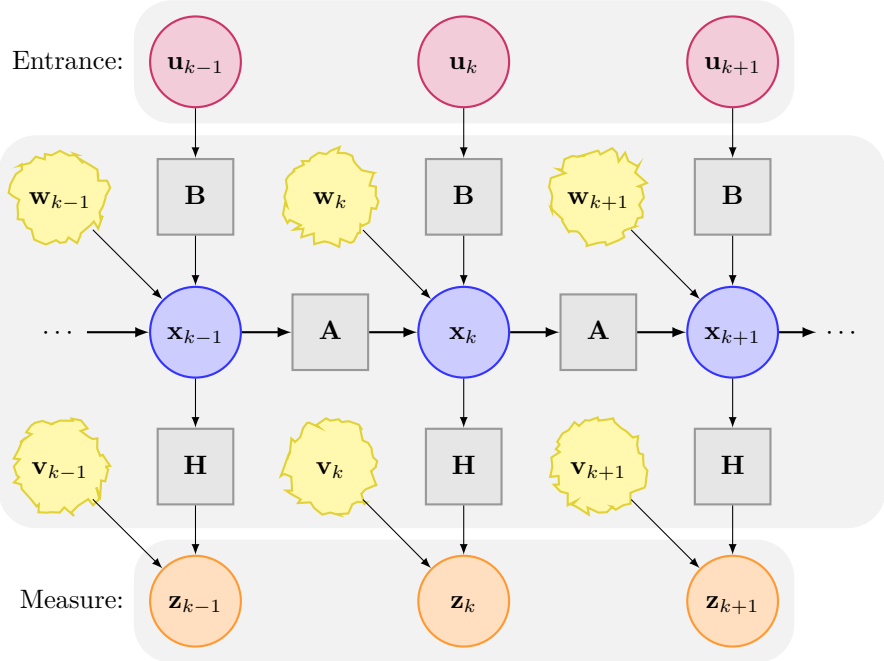 Entrance: u_{k−1} u_k u_{k+1}
w_{k−1} B w_k B w_{k+1} B
⋯ x_{k−1} A x_k A x_{k+1} ⋯
v_{k−1} H v_k H v_{k+1} H
Measure: z_{k−1} z_k z_{k+1}